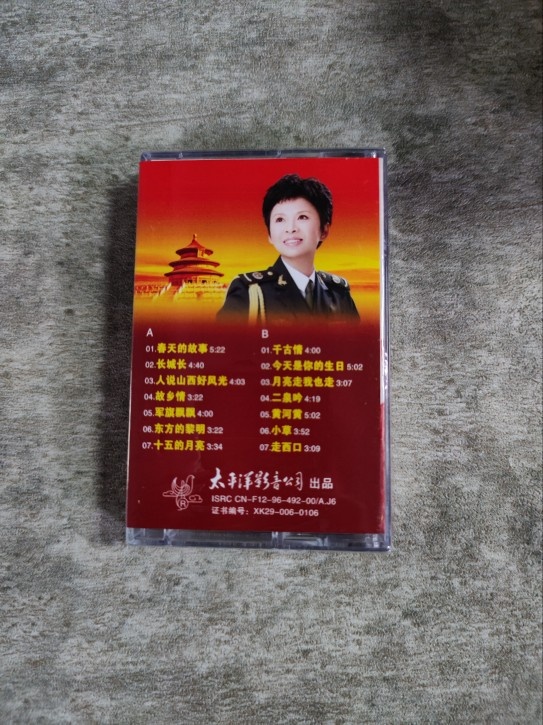 A
01.春天的故事 5:22
02.长城长 4:40
03.人说山西好风光 4:03
04.故乡情 3:22
05.军旗飘飘 4:00
06.东方的黎明 3:22
07.十五的月亮 3:34
B
01.千古情 4:00
02.今天是你的生日 5:02
03.月亮走我也走 3:07
04.二泉吟 4:19
05.黄河黄 5:02
06.小草 3:52
07.走西口 3:09
R
太平洋影音公司 出品
ISRC CN-F12-96-492-00/A.J6
证书编号：XK29-006-0106